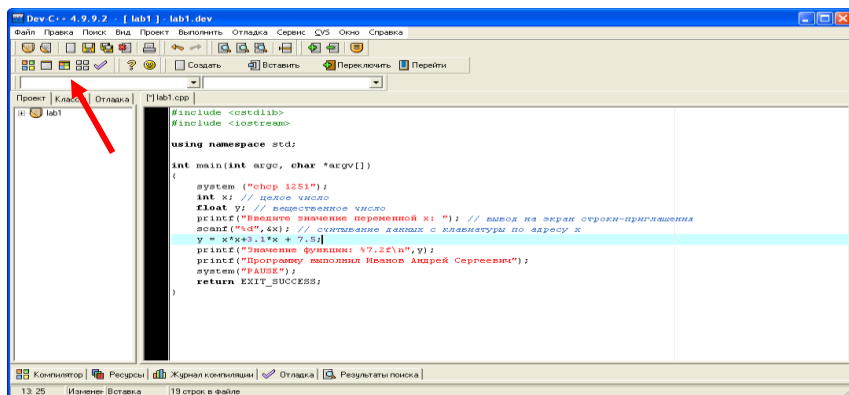 Dev-C++ 4.9.9.2 - [ lab1 ] - lab1.dev
Файл Правка Поиск Вид Проект Выполнить Отладка Сервис CVS Окно Справка
Создать Вставить Переключить Перейти
Проект Классы Отладка [*] lab1.cpp
lab1
#include <cstdlib>
#include <iostream>
using namespace std;
int main(int argc, char *argv[])
{
system ("chcp 1251");
int x; // целое число
float y; // вещественное число
printf("Введите значение переменной x: "); // вывод на экран строки-приглашения
scanf("%d",&x); // считывание данных с клавиатуры по адресу x
y = x*x+3.1*x + 7.5;
printf("Значение функции: %7.2f\n",y);
printf("Программу выполнил Иванов Андрей Сергеевич");
system("PAUSE");
return EXIT_SUCCESS;
}
Компилятор Ресурсы Журнал компиляции Отладка Результаты поиска
13: 25 Изменен Вставка 19 строк в файле